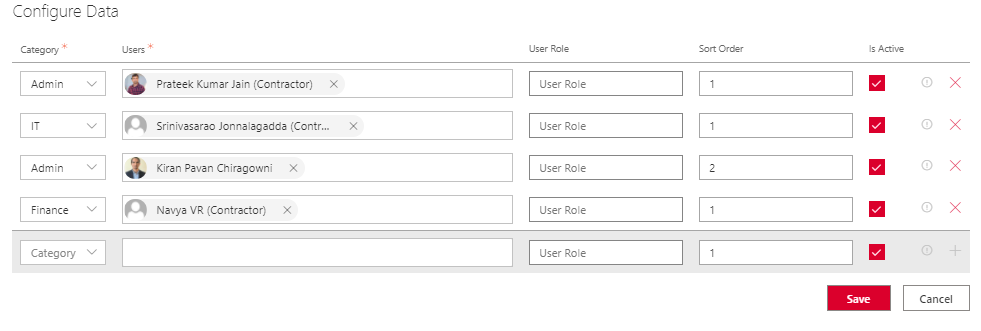 Configure Data
Category * Users * User Role Sort Order Is Active
Admin Prateek Kumar Jain (Contractor) User Role 1
IT Srinivasarao Jonnalagadda (Contr... User Role 1
Admin Kiran Pavan Chiragowni User Role 2
Finance Navya VR (Contractor) User Role 1
Category User Role 1
Save Cancel